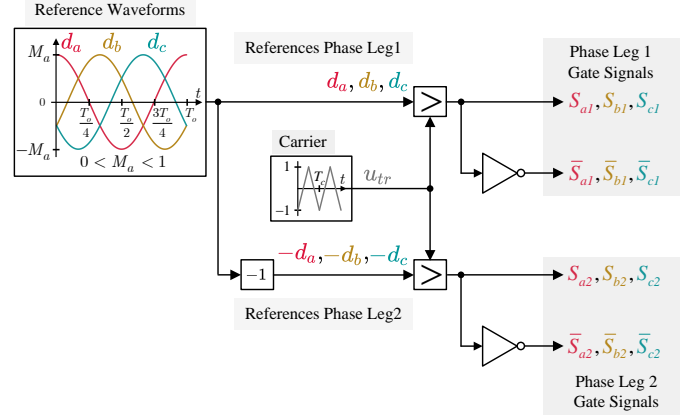 Reference Waveforms
M_a d_a d_b d_c
t
0
T_o/4 T_o/2 3T_o/4 T_o
−M_a
0 < M_a < 1
References Phase Leg1
d_a, d_b, d_c
>
Carrier
1
T_c t
−1
u_tr
−1
−d_a, −d_b, −d_c
>
References Phase Leg2
Phase Leg 1
Gate Signals
S_a1, S_b1, S_c1
S̅_a1, S̅_b1, S̅_c1
S_a2, S_b2, S_c2
S̅_a2, S̅_b2, S̅_c2
Phase Leg 2
Gate Signals